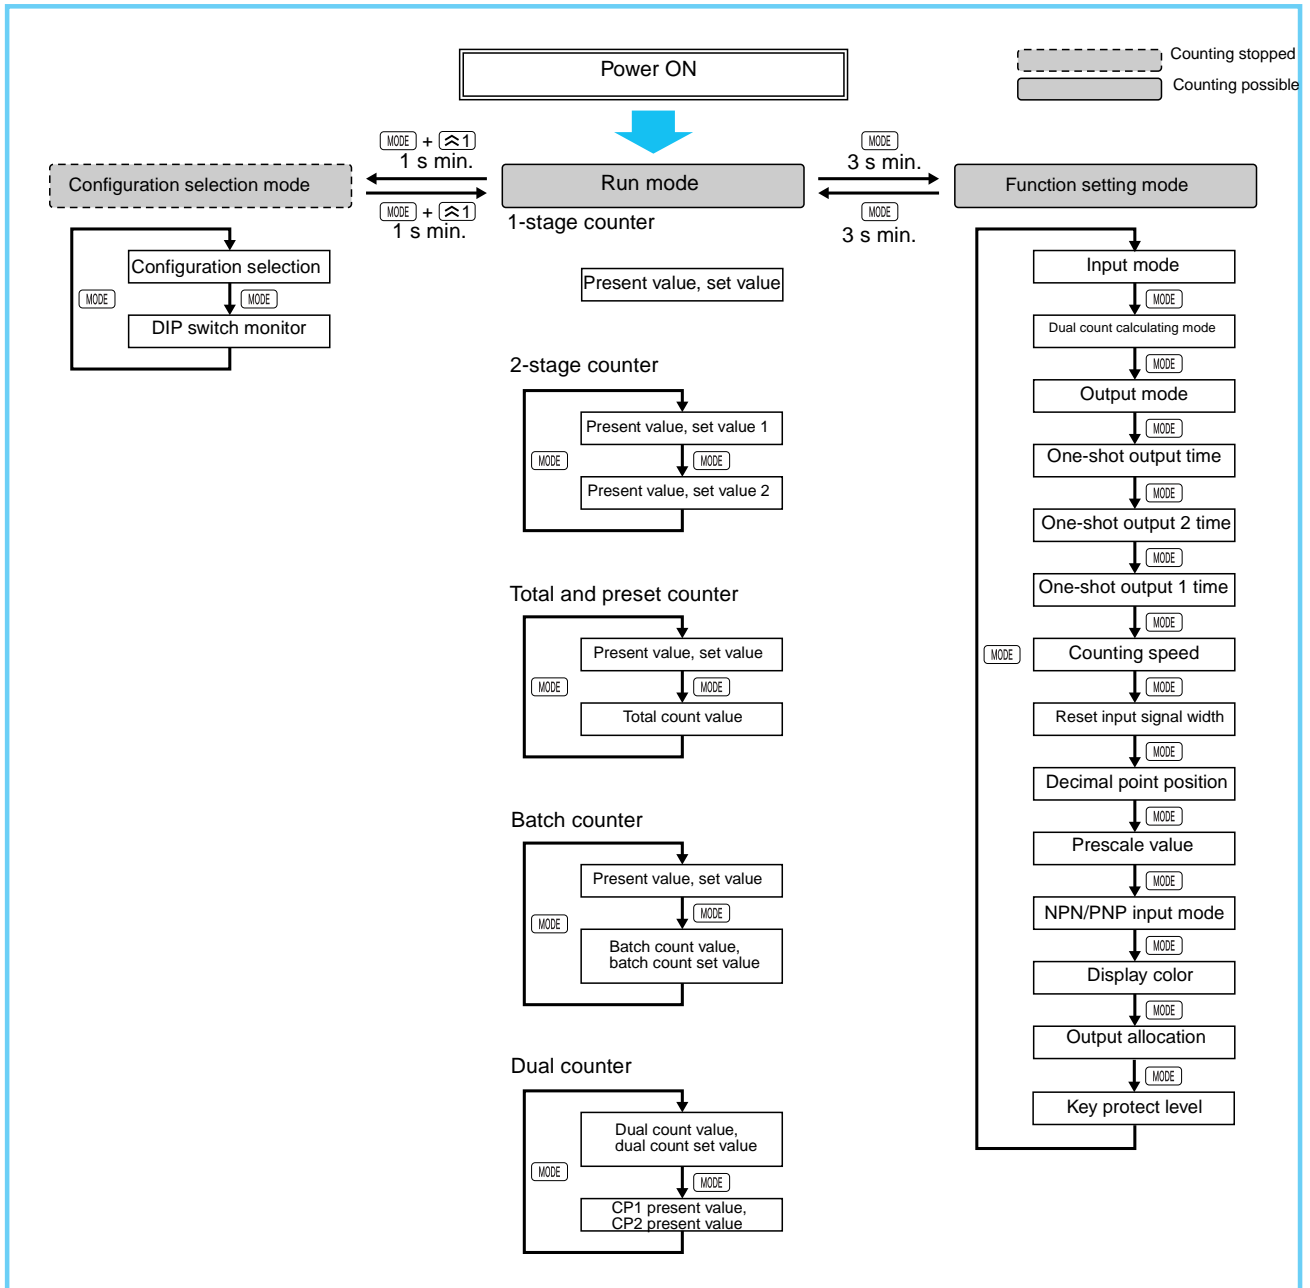 Power ON
Counting stopped
Counting possible
MODE + 1
1 s min.
MODE
3 s min.
Configuration selection mode
Run mode
Function setting mode
MODE + 1
1 s min.
MODE
3 s min.
1-stage counter
Present value, set value
Configuration selection
MODE
MODE
DIP switch monitor
2-stage counter
Present value, set value 1
MODE
MODE
Present value, set value 2
Total and preset counter
Present value, set value
MODE
MODE
Total count value
Batch counter
Present value, set value
MODE
MODE
Batch count value,
batch count set value
Dual counter
Dual count value,
dual count set value
MODE
MODE
CP1 present value,
CP2 present value
Input mode
MODE
Dual count calculating mode
MODE
Output mode
MODE
One-shot output time
MODE
One-shot output 2 time
MODE
One-shot output 1 time
MODE
MODE
Counting speed
MODE
Reset input signal width
MODE
Decimal point position
MODE
Prescale value
MODE
NPN/PNP input mode
MODE
Display color
MODE
Output allocation
MODE
Key protect level